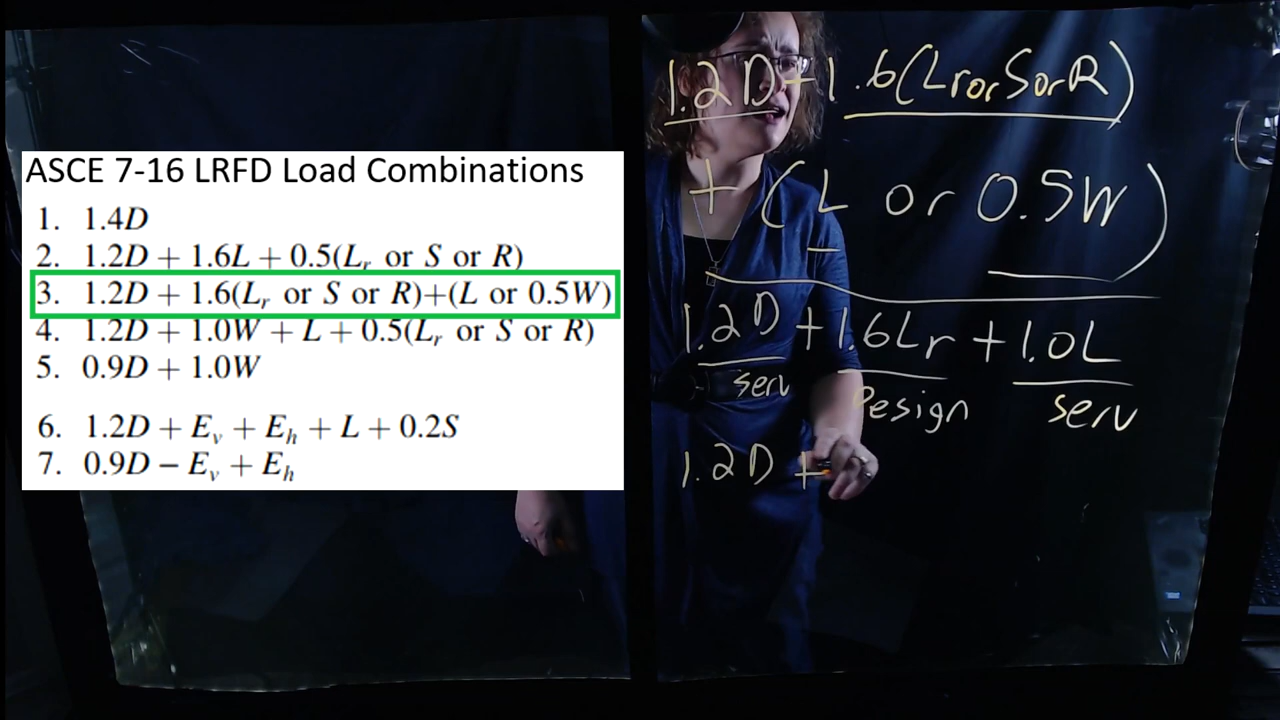 ASCE 7-16 LRFD Load Combinations
1. 1.4D
2. 1.2D + 1.6L + 0.5(Lᵣ or S or R)
3. 1.2D + 1.6(Lᵣ or S or R)+(L or 0.5W)
4. 1.2D + 1.0W + L + 0.5(Lᵣ or S or R)
5. 0.9D + 1.0W
6. 1.2D + Eᵥ + Eₕ + L + 0.2S
7. 0.9D − Eᵥ + Eₕ
1.2D+1.6(Lr or S or R)
+ (L or 0.5W)
1.2D + 1.6Lr + 1.0L
serv Design serv
1.2D +